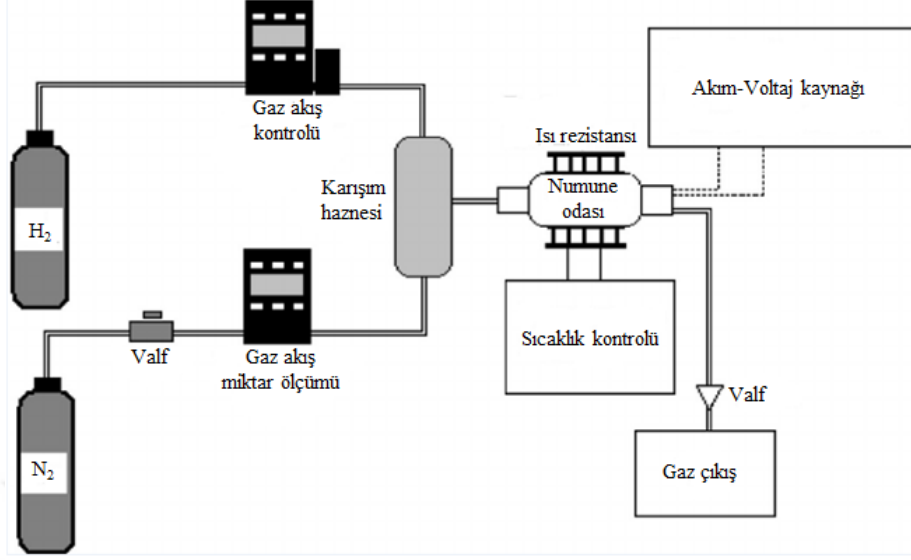 Gaz akış
kontrolü
Akım-Voltaj kaynağı
Isı rezistansı
Karışım
haznesi
Numune
odası
H₂
Valf
Gaz akış
miktar ölçümü
Sıcaklık kontrolü
Valf
N₂
Gaz çıkış